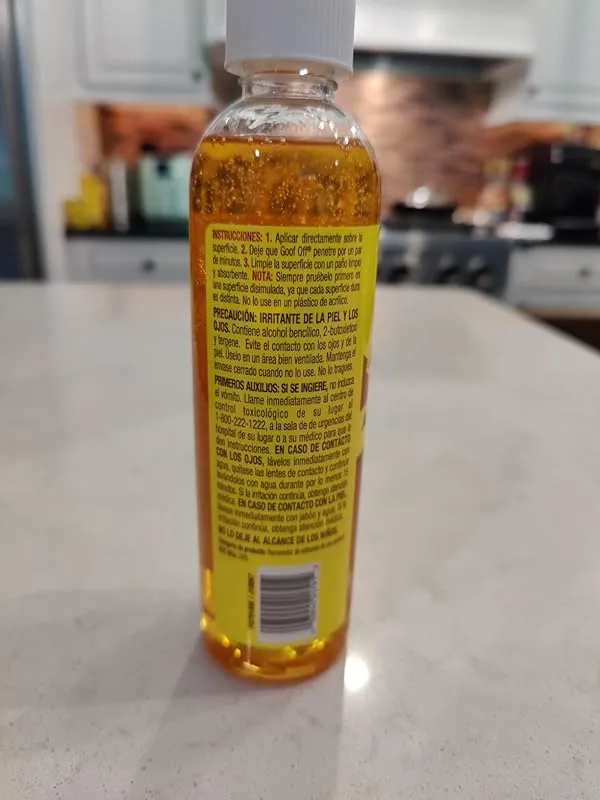 INSTRUCCIONES: 1. Aplicar directamente sobre la
superficie. 2. Deje que Goof Off® penetre por un par
de minutos. 3. Limpie la superficie con un paño limpio
y absorbente. NOTA: Siempre pruébelo primero en
una superficie disimulada, ya que cada superficie dura
es distinta. No lo use en un plástico de acrílico.
PRECAUCIÓN: IRRITANTE DE LA PIEL Y LOS
OJOS. Contiene alcohol bencílico, 2-butoxietanol
y terpene. Evite el contacto con los ojos y de la
piel. Úselo en un área bien ventilada. Mantenga el
envase cerrado cuando no lo use. No lo trague.
PRIMEROS AUXILIOS: SI SE INGIERE, no induzca
el vómito. Llame inmediatamente al centro de
control toxicológico de su lugar al
1-800-222-1222, a la sala de de urgencias del
hospital de su lugar o a su médico para que le
den instrucciones. EN CASO DE CONTACTO
CON LOS OJOS, lávelos inmediatamente con
agua, quítese las lentes de contacto y continúe
lavándolos con agua durante por lo menos 15
minutos. Si la irritación continúa, obtenga atención
médica. EN CASO DE CONTACTO CON LA PIEL,
lávese inmediatamente con jabón y agua. Si la
irritación continúa, obtenga atención médica.
NO LO DEJE AL ALCANCE DE LOS NIÑOS.